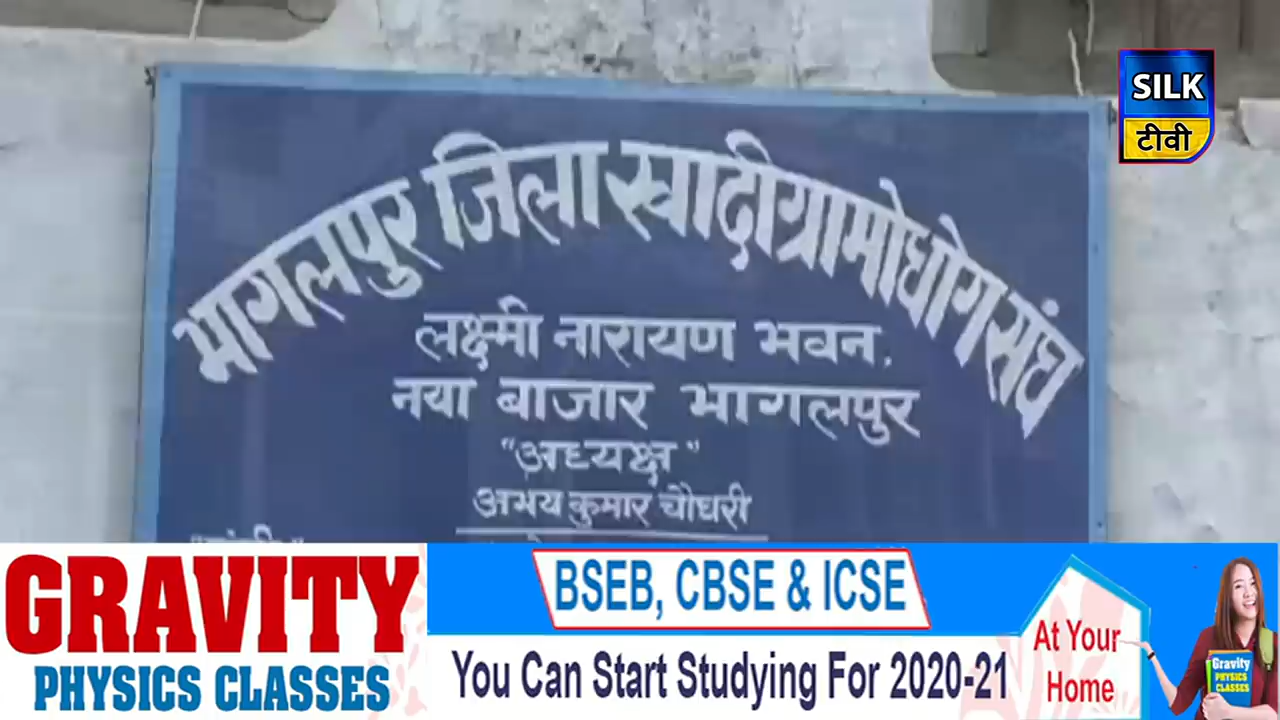 SILK
टीवी
भागलपुर जिला खादीग्रामोधोग संघ
लक्ष्मी नारायण भवन,
नया बाजार भागलपुर
"अध्यक्ष"
अभय कुमार चौधरी
GRAVITY
PHYSICS CLASSES
BSEB, CBSE & ICSE
You Can Start Studying For 2020-21
At Your
Home
Gravity
PHYSICS
CLASSES